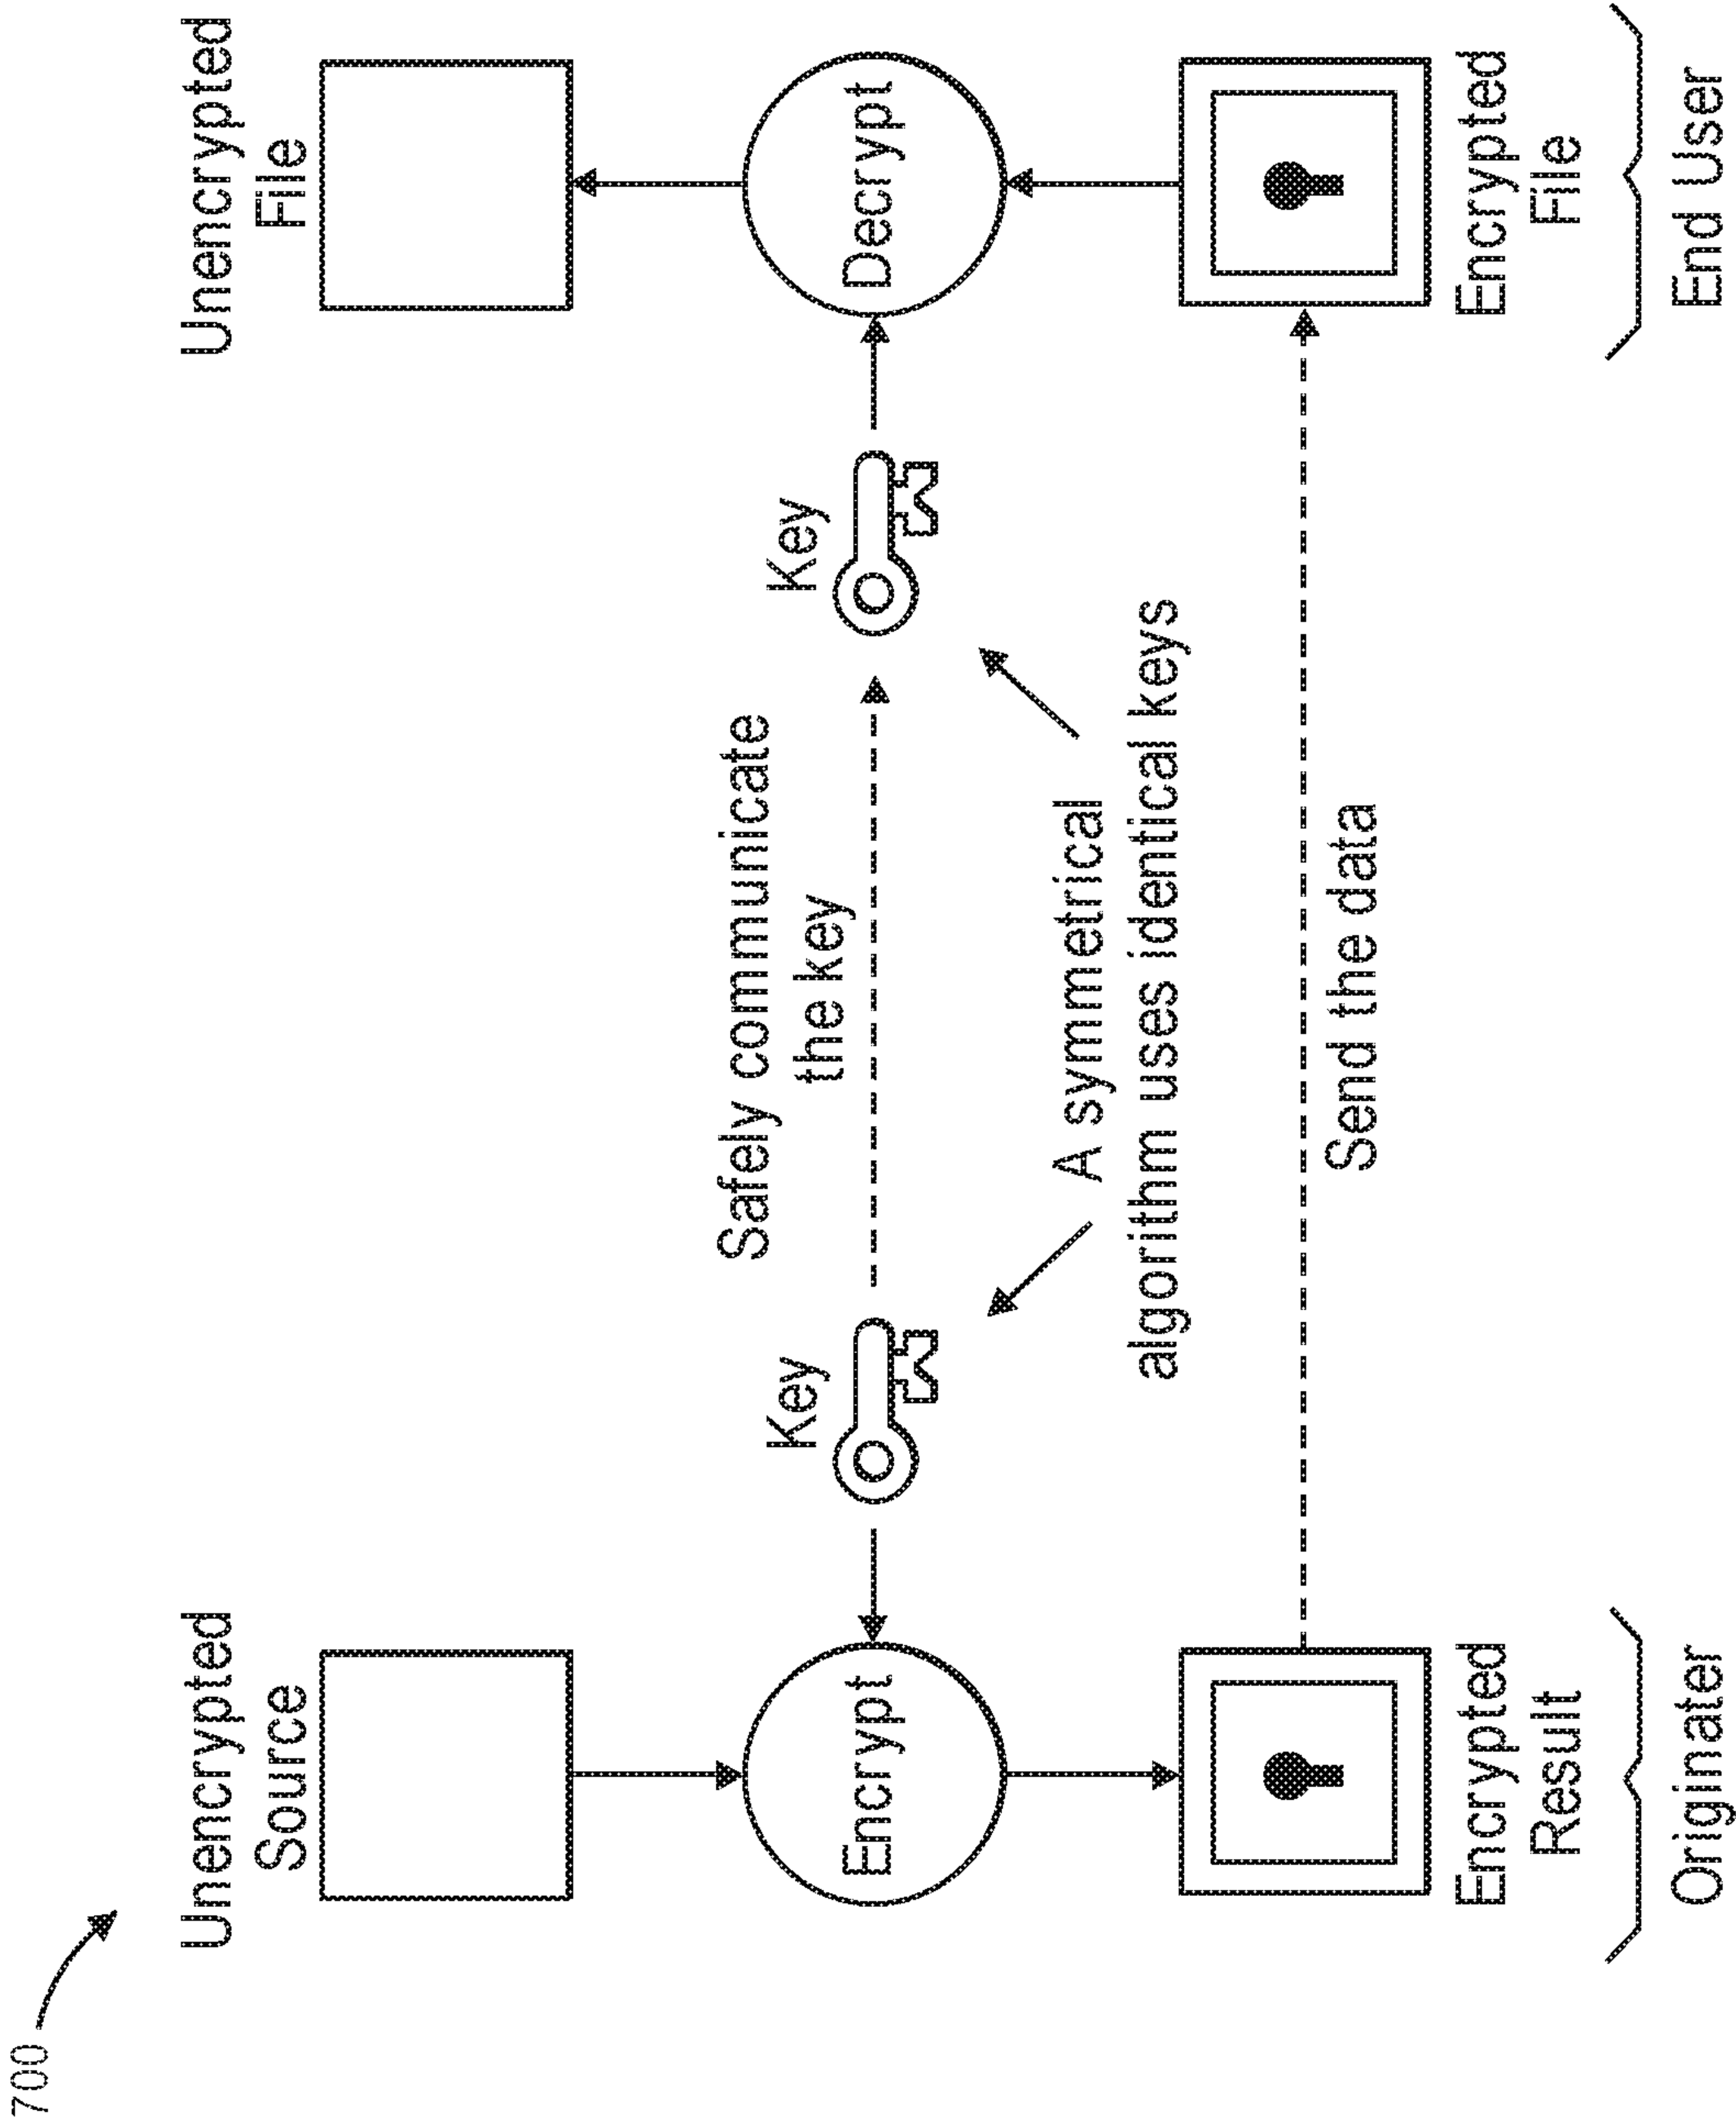 700
Unencrypted
Source
Unencrypted
File
Safely communicate
the key
Key
Key
Encrypt
Decrypt
A symmetrical
algorithm uses identical keys
Send the data
Encrypted
Result
Encrypted
File
Originater
End User